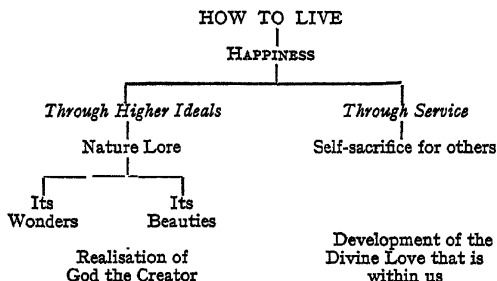 HOW TO LIVE
HAPPINESS
Through Higher Ideals
Nature Lore
Its
Wonders
Its
Beauties
Realisation of
God the Creator
Through Service
Self-sacrifice for others
Development of the
Divine Love that is
within us